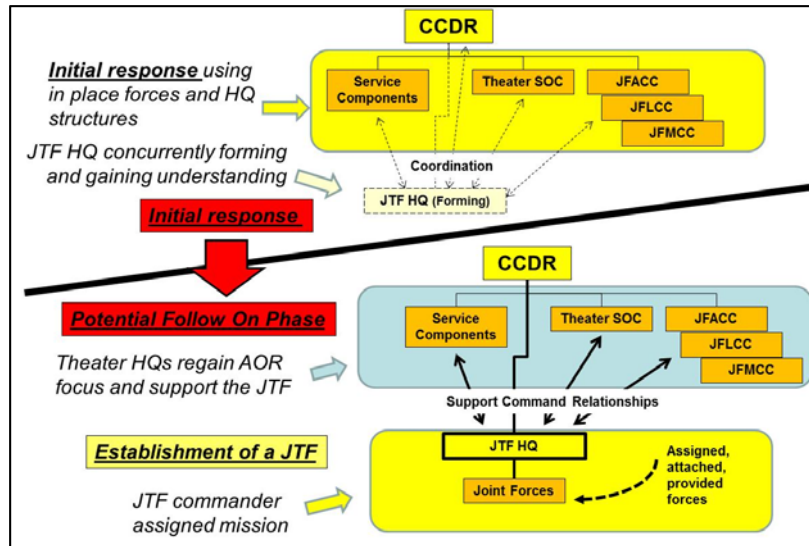 CCDR
Initial response using
in place forces and HQ
structures
Service
Components
Theater SOC
JFACC
JFLCC
JFMCC
JTF HQ concurrently forming
and gaining understanding
Coordination
JTF HQ (Forming)
Initial response
CCDR
Potential Follow On Phase
Service
Components
Theater SOC
JFACC
JFLCC
JFMCC
Theater HQs regain AOR
focus and support the JTF
Support Command Relationships
Establishment of a JTF
JTF HQ
Joint Forces
Assigned,
attached,
provided
forces
JTF commander
assigned mission